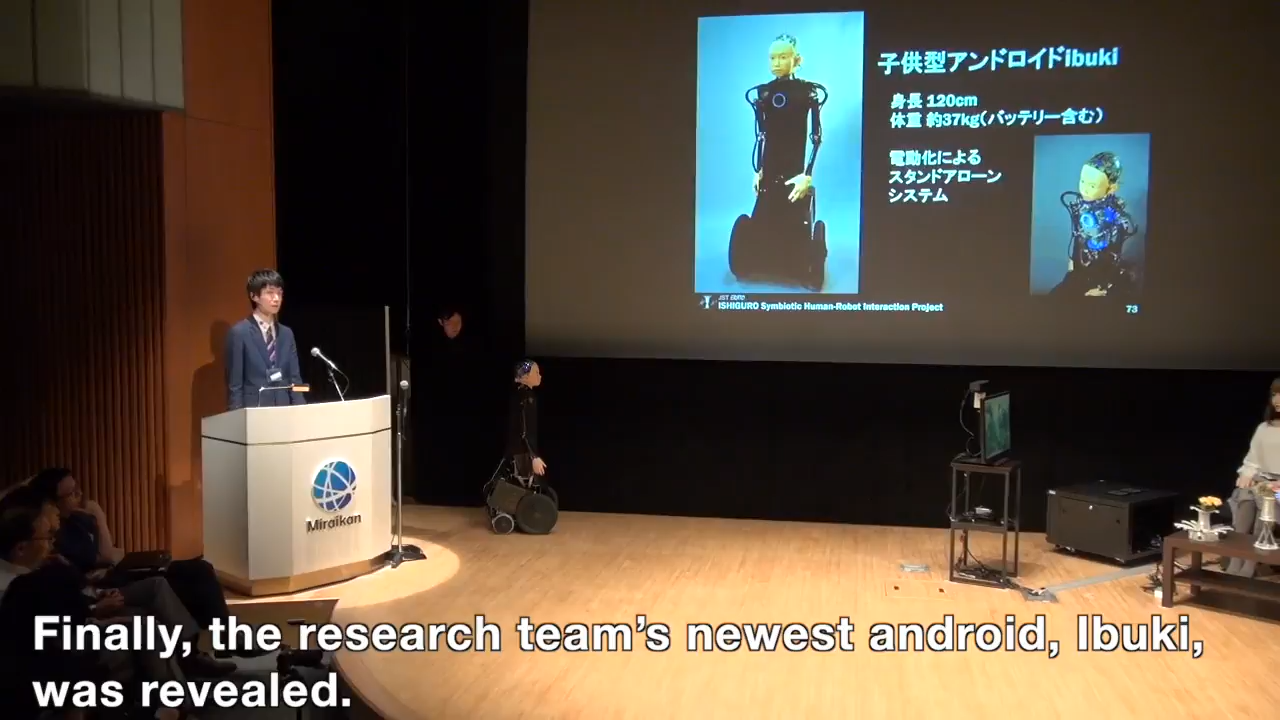 子供型アンドロイドibuki
身長 120cm
体重 約37kg(バッテリー含む)
電動化による
スタンドアローン
システム
JST ERATO
ISHIGURO Symbiotic Human-Robot Interaction Project
73
Miraikan
Finally, the research team’s newest android, Ibuki,
was revealed.